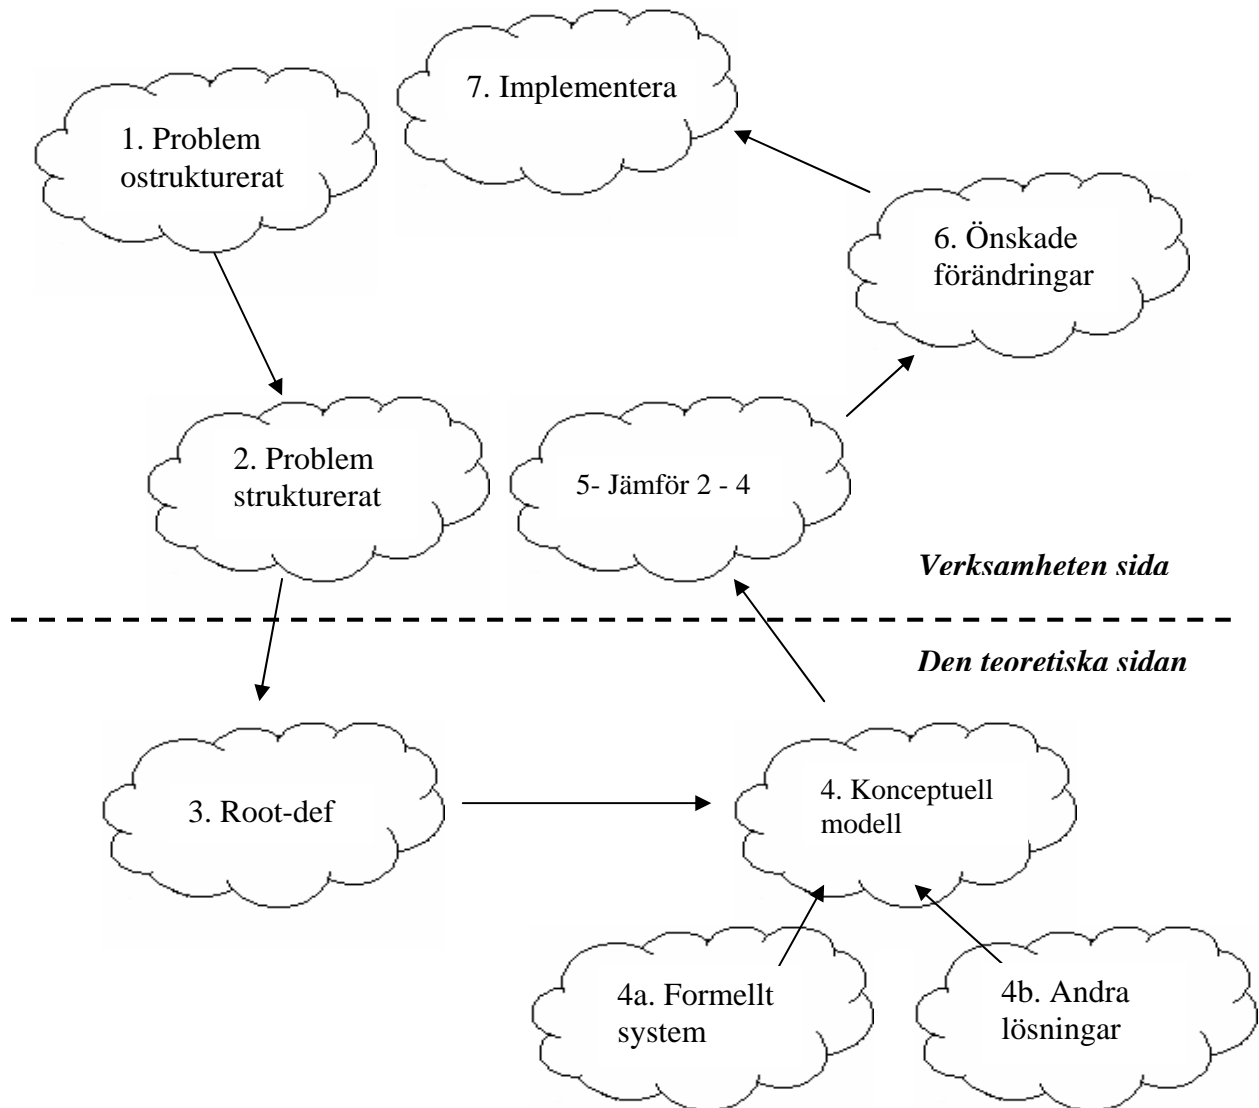 7. Implementera
1. Problem
ostrukturerat
6. Önskade
förändringar
2. Problem
strukturerat
5- Jämför 2 - 4
Verksamheten sida
Den teoretiska sidan
3. Root-def
4. Konceptuell
modell
4a. Formellt
system
4b. Andra
lösningar